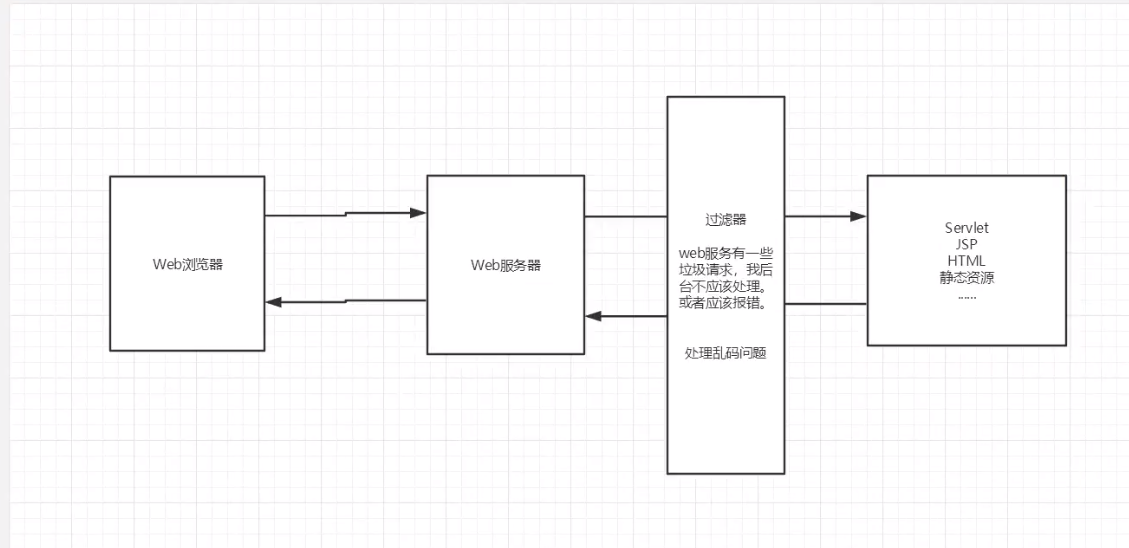 Web浏览器
Web服务器
过滤器
web服务有一些
垃圾请求，我后
台不应该处理。
或者应该报错。
处理乱码问题
Servlet
JSP
HTML
静态资源
......